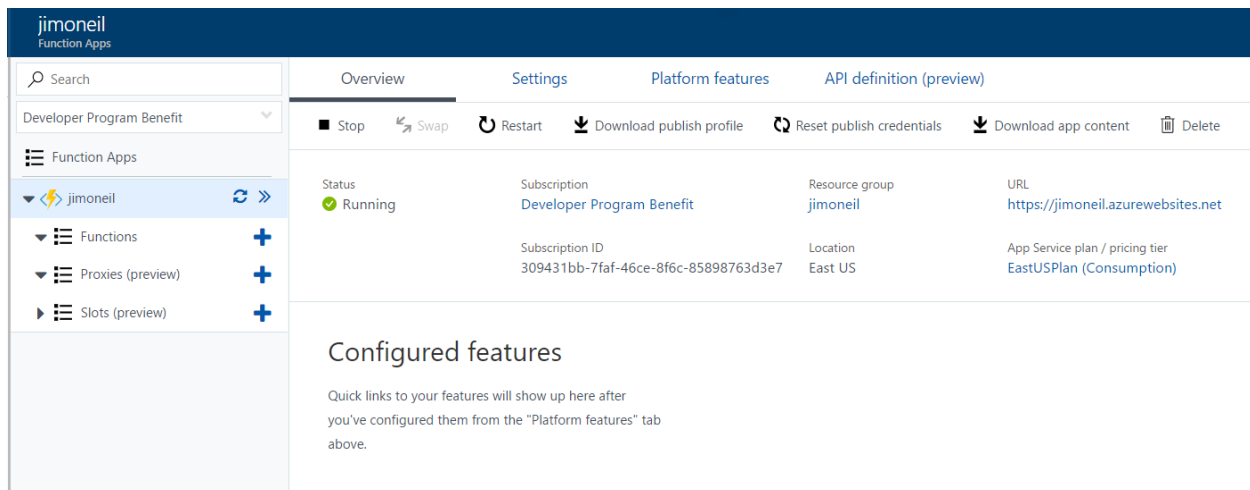 jimoneil
Function Apps
Search
Developer Program Benefit
Function Apps
jimoneil
Functions
Proxies (preview)
Slots (preview)
Overview Settings Platform features API definition (preview)
Stop Swap Restart Download publish profile Reset publish credentials Download app content Delete
Status Subscription Resource group URL
Running Developer Program Benefit jimoneil https://jimoneil.azurewebsites.net
Subscription ID Location App Service plan / pricing tier
309431bb-7faf-46ce-8f6c-85898763d3e7 East US EastUSPlan (Consumption)
Configured features
Quick links to your features will show up here after
you've configured them from the "Platform features" tab
above.